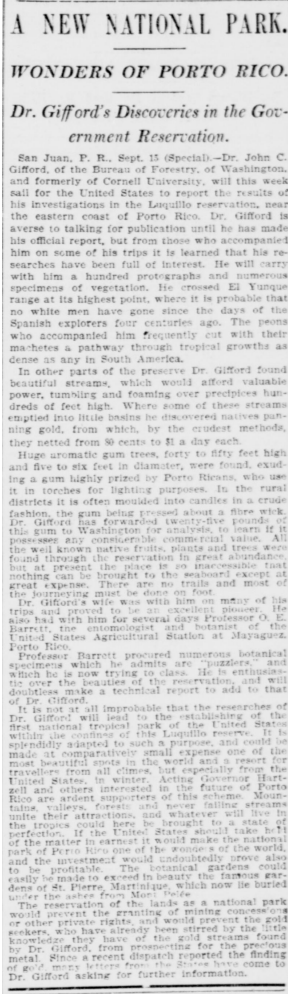 A NEW NATIONAL PARK.
WONDERS OF PORTO RICO.
Dr. Gifford's Discoveries in the Gov-
ernment Reservation.
San Juan, P. R., Sept. 15 (Special).—Dr. John C.
Gifford, of the Bureau of Forestry, of Washington,
and formerly of Cornell University, will this week
sail for the United States to report the results of
his investigations in the Luquillo reservation, near
the eastern coast of Porto Rico. Dr. Gifford is
averse to talking for publication until he has made
his official report, but from those who accompanied
him on some of his trips it is learned that his re-
searches have been full of interest. He will carry
with him a hundred protographs and numerous
specimens of vegetation. He crossed El Yunque
range at its highest point, where it is probable that
no white men have gone since the days of the
Spanish explorers four centuries ago. The peons
who accompanied him frequently cut with their
machetes a pathway through tropical growths as
dense as any in South America.
In other parts of the preserve Dr. Gifford found
beautiful streams, which would afford valuable
power, tumbling and foaming over precipices hun-
dreds of feet high. Where some of these streams
emptied into little basins he discovered natives pan-
ning gold, from which, by the crudest methods,
they netted from 80 cents to $1 a day each.
Huge aromatic gum trees, forty to fifty feet high
and five to six feet in diameter, were found, exud-
ing a gum highly prized by Porto Ricans, who use
it in torches for lighting purposes. In the rural
districts it is often moulded into candles in a crude
fashion, the gum being pressed about a fibre wick.
Dr. Gifford has forwarded twenty-five pounds of
this gum to Washington for analysis, to learn if it
possesses any considerable commercial value. All
the well known native fruits, plants and trees were
found through the reservation in great abundance,
but at present the place is so inaccessible that
nothing can be brought to the seaboard except at
great expense. There are no trails and most of
the journeying must be done on foot.
Dr. Gifford's wife was with him on many of his
trips and proved to be an excellent pioneer. He
also had with him for several days Professor O. E.
Barrett, the entomologist and botanist of the
United States Agricultural Station at Mayaguez,
Porto Rico.
Professor Barrett procured numerous botanical
specimens which he admits are "puzzlers," and
which he is now trying to class. He is enthusias-
tic over the beauties of the reservation, and will
doubtless make a technical report to add to that
of Dr. Gifford.
It is not at all improbable that the researches of
Dr. Gifford will lead to the establishing of the
first national tropical park of the United States
within the confines of this Luquillo reserve. It is
splendidly adapted to such a purpose, and could be
made at comparatively small expense one of the
most beautiful spots in the world and a resort for
travellers from all climes, but especially from the
United States, in winter. Acting Governor Hart-
zell and others interested in the future of Porto
Rico are ardent supporters of this scheme. Moun-
tains, valleys, forests and never failing streams
unite their attractions, and whatever will live in
the tropics could here be brought to a state of
perfection. If the United States should take hold
of the matter in earnest it would make the national
park of Porto Rico one of the wonders of the world,
and the investment would undoubtedly prove also
to be profitable. The botanical gardens could
easily be made to exceed in beauty the famous gar-
dens of St. Pierre, Martinique, which now lie buried
under the ashes from Mont Pelée.
The reservation of the lands as a national park
would prevent the granting of mining concessions
or other private rights, and would prevent the gold
seekers, who have already been stirred by the little
knowledge they have of the gold streams found
by Dr. Gifford, from prospecting for the precious
metal. Since a recent dispatch reported the finding
of gold many letters from the States have come to
Dr. Gifford asking for further information.